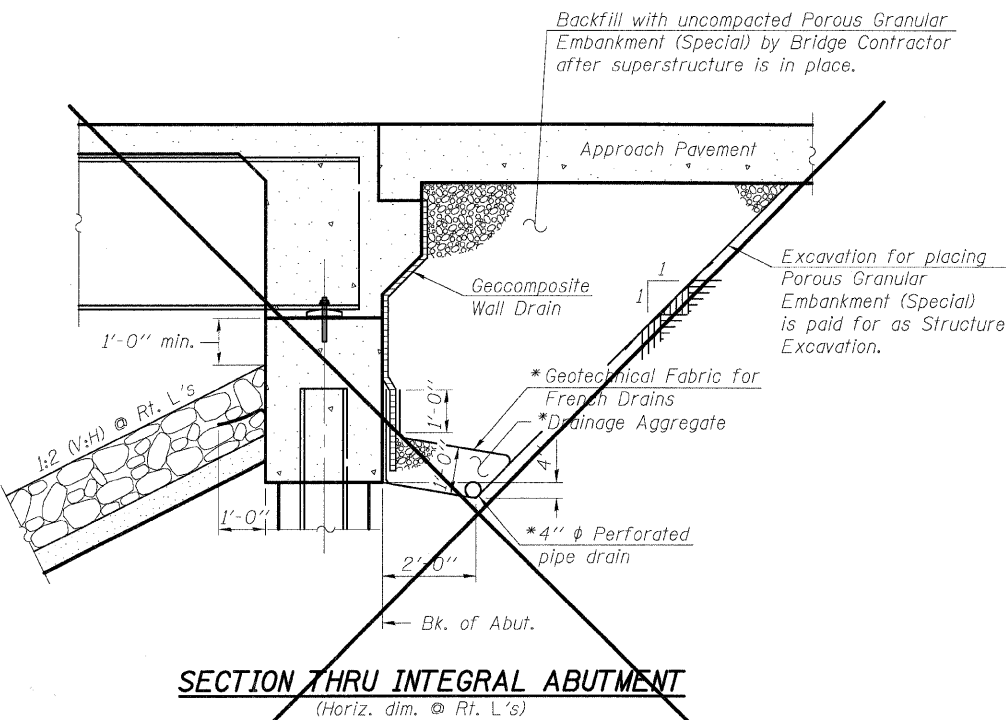 Backfill with uncompacted Porous Granular
Embankment (Special) by Bridge Contractor
after superstructure is in place.
Approach Pavement
Geccomposite
Wall Drain
1
1
Excavation for placing
Porous Granular
Embankment (Special)
is paid for as Structure
Excavation.
1'-0" min.
1:2 (V:H) @ Rt. L's
*Geotechnical Fabric for
French Drains
*Drainage Aggregate
1'-0"
1'-0"
4"
1'-0"
*4" ϕ Perforated
pipe drain
2'-0"
Bk. of Abut.
SECTION THRU INTEGRAL ABUTMENT
(Horiz. dim. @ Rt. L's)